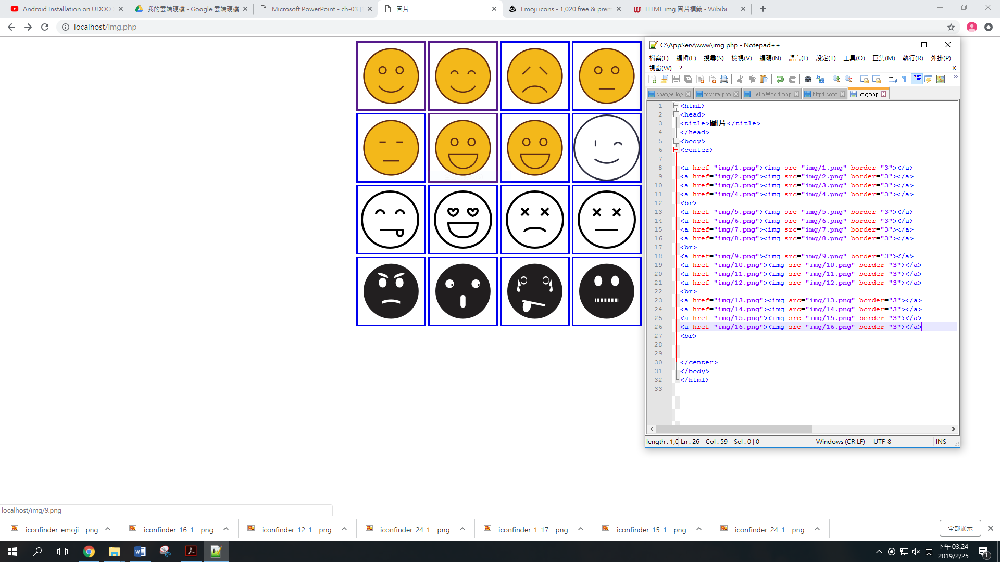 Android Installation on UDOO
我的雲端硬碟 - Google 雲端硬碟
Microsoft PowerPoint - ch-03 [
圖片
Emoji icons - 1,020 free & prem
HTML img 圖片標籤 - Wibibi
localhost/img.php
C:\AppServ\www\img.php - Notepad++
檔案(F) 編輯(E) 搜尋(S) 檢視(V) 編碼(N) 語言(L) 設定(T) 工具(O) 巨集(M) 執行(R) 外掛(P)
視窗(W) ? X
change.log mcuite.php HelloWorld.php httpd.conf img.php
1 <html>
2 <head>
3 <title>圖片</title>
4 </head>
5 <body>
6 <center>
7
8 <a href="img/1.png"><img src="img/1.png" border="3"></a>
9 <a href="img/2.png"><img src="img/2.png" border="3"></a>
10 <a href="img/3.png"><img src="img/3.png" border="3"></a>
11 <a href="img/4.png"><img src="img/4.png" border="3"></a>
12 <br>
13 <a href="img/5.png"><img src="img/5.png" border="3"></a>
14 <a href="img/6.png"><img src="img/6.png" border="3"></a>
15 <a href="img/7.png"><img src="img/7.png" border="3"></a>
16 <a href="img/8.png"><img src="img/8.png" border="3"></a>
17 <br>
18 <a href="img/9.png"><img src="img/9.png" border="3"></a>
19 <a href="img/10.png"><img src="img/10.png" border="3"></a>
20 <a href="img/11.png"><img src="img/11.png" border="3"></a>
21 <a href="img/12.png"><img src="img/12.png" border="3"></a>
22 <br>
23 <a href="img/13.png"><img src="img/13.png" border="3"></a>
24 <a href="img/14.png"><img src="img/14.png" border="3"></a>
25 <a href="img/15.png"><img src="img/15.png" border="3"></a>
26 <a href="img/16.png"><img src="img/16.png" border="3"></a>
27 <br>
28
29
30 </center>
31 </body>
32 </html>
33
length : 1,0 Ln : 26 Col : 59 Sel : 0 | 0 Windows (CR LF) UTF-8 INS
localhost/img/9.png
iconfinder_emoji....png
iconfinder_16_1....png
iconfinder_12_1....png
iconfinder_24_1....png
iconfinder_1_17....png
iconfinder_15_1....png
iconfinder_24_1....png
全部顯示
英
下午 03:24
2019/2/25
1